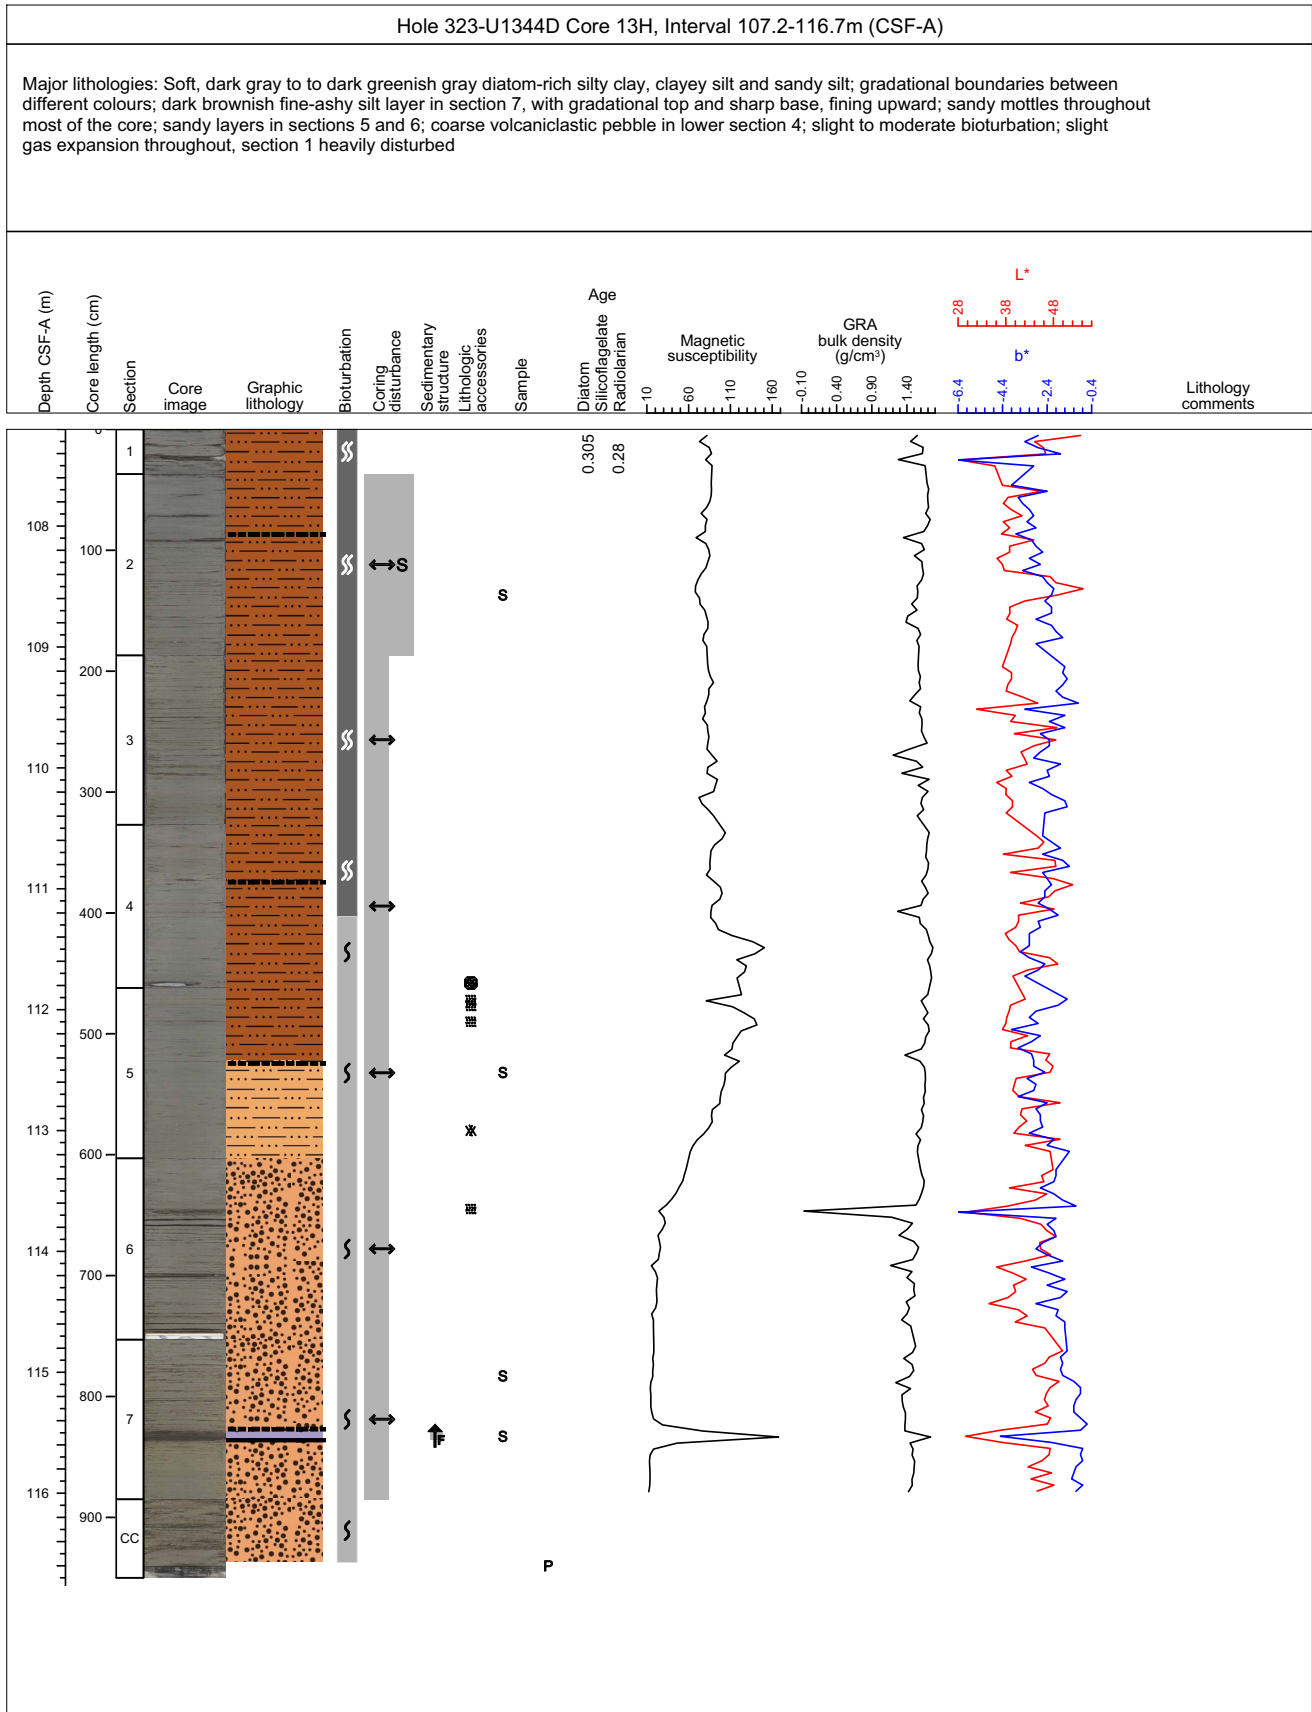 Hole 323-U1344D Core 13H, Interval 107.2-116.7m (CSF-A)
Major lithologies: Soft, dark gray to to dark greenish gray diatom-rich silty clay, clayey silt and sandy silt; gradational boundaries between
different colours; dark brownish fine-ashy silt layer in section 7, with gradational top and sharp base, fining upward; sandy mottles throughout
most of the core; sandy layers in sections 5 and 6; coarse volcaniclastic pebble in lower section 4; slight to moderate bioturbation; slight
gas expansion throughout, section 1 heavily disturbed
Depth CSF-A (m)
Core length (cm)
Section
Core
image
Graphic
lithology
Bioturbation
Coring
disturbance
Sedimentary
structure
Lithologic
accessories
Sample
Age
Diatom
Silicoflagelate
Radiolarian
Magnetic
susceptibility
10 60 110 160
GRA
bulk density
(g/cm³)
-0.10 0.40 0.90 1.40
L*
28 38 48
b*
-6.4 -4.4 -2.4 -0.4
Lithology
comments
0
1
0.305
0.28
108
100
2
S
S
109
200
3
110
300
111
4
400
112
500
5
S
113
600
6
114
700
115
S
800
7
F
S
116
900
CC
P